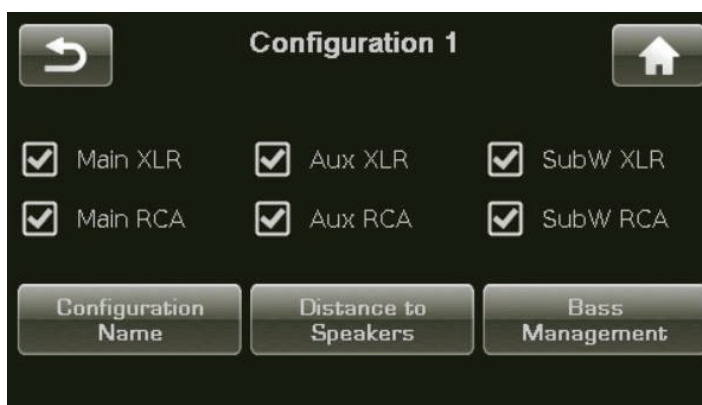 Configuration 1
Main XLR
Aux XLR
SubW XLR
Main RCA
Aux RCA
SubW RCA
Configuration
Name
Distance to
Speakers
Bass
Management